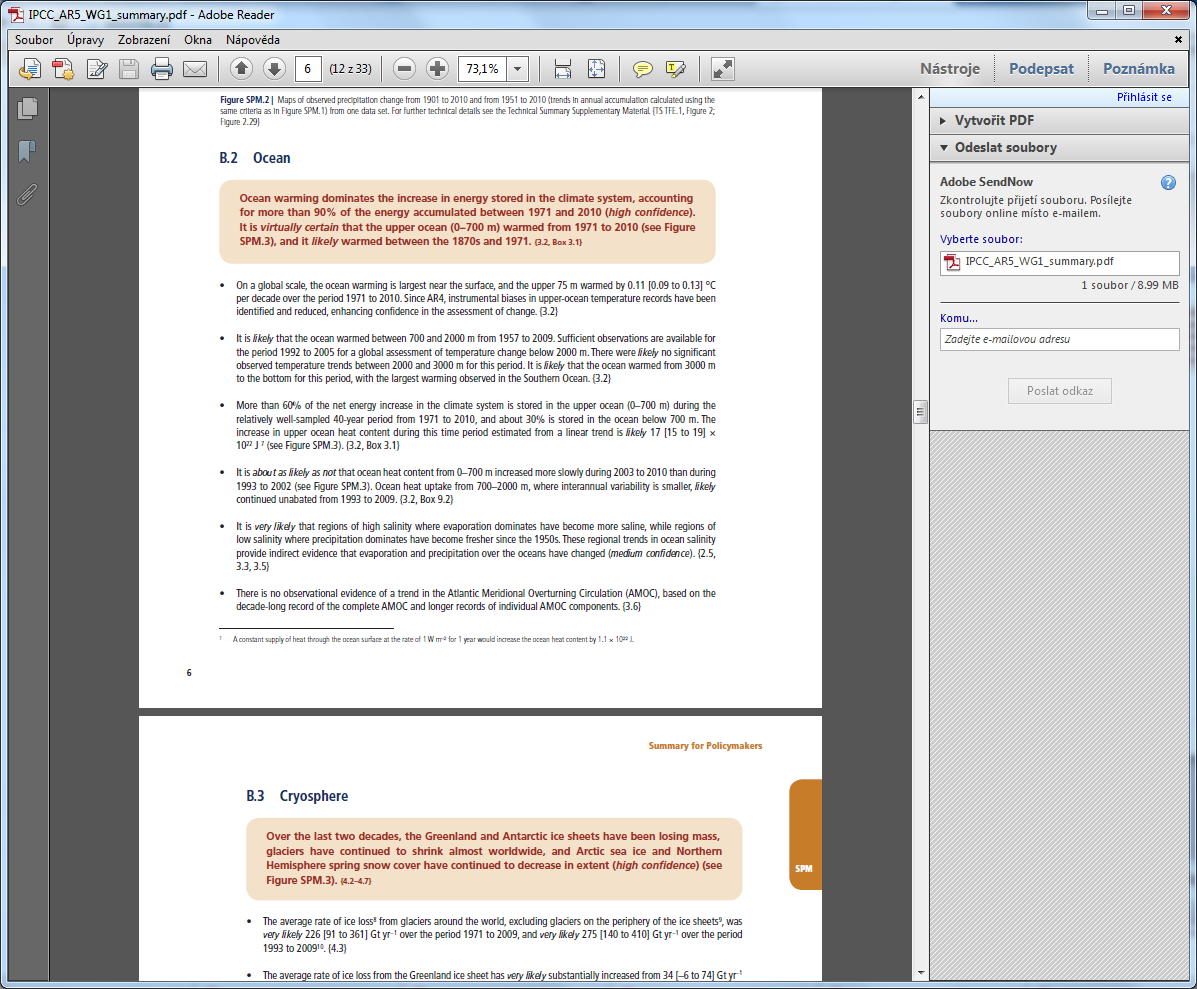 IPCC_AR5_WG1_summary.pdf - Adobe Reader
Soubor Úpravy Zobrazení Okna Nápověda
6 (12 z 33) 73,1% Nástroje Podepsat Poznámka
Figure SPM.2 | Maps of observed precipitation change from 1901 to 2010 and from 1951 to 2010 (trends in annual accumulation calculated using the
same criteria as in Figure SPM.1) from one data set. For further technical details see the Technical Summary Supplementary Material. {TS TFE.1, Figure 2;
Figure 2.29}
B.2 Ocean
Ocean warming dominates the increase in energy stored in the climate system, accounting
for more than 90% of the energy accumulated between 1971 and 2010 (high confidence).
It is virtually certain that the upper ocean (0–700 m) warmed from 1971 to 2010 (see Figure
SPM.3), and it likely warmed between the 1870s and 1971. {3.2, Box 3.1}
• On a global scale, the ocean warming is largest near the surface, and the upper 75 m warmed by 0.11 [0.09 to 0.13] °C
per decade over the period 1971 to 2010. Since AR4, instrumental biases in upper-ocean temperature records have been
identified and reduced, enhancing confidence in the assessment of change. {3.2}
• It is likely that the ocean warmed between 700 and 2000 m from 1957 to 2009. Sufficient observations are available for
the period 1992 to 2005 for a global assessment of temperature change below 2000 m. There were likely no significant
observed temperature trends between 2000 and 3000 m for this period. It is likely that the ocean warmed from 3000 m
to the bottom for this period, with the largest warming observed in the Southern Ocean. {3.2}
• More than 60% of the net energy increase in the climate system is stored in the upper ocean (0–700 m) during the
relatively well-sampled 40-year period from 1971 to 2010, and about 30% is stored in the ocean below 700 m. The
increase in upper ocean heat content during this time period estimated from a linear trend is likely 17 [15 to 19] ×
10²² J ⁷ (see Figure SPM.3). {3.2, Box 3.1}
• It is about as likely as not that ocean heat content from 0–700 m increased more slowly during 2003 to 2010 than during
1993 to 2002 (see Figure SPM.3). Ocean heat uptake from 700–2000 m, where interannual variability is smaller, likely
continued unabated from 1993 to 2009. {3.2, Box 9.2}
• It is very likely that regions of high salinity where evaporation dominates have become more saline, while regions of
low salinity where precipitation dominates have become fresher since the 1950s. These regional trends in ocean salinity
provide indirect evidence that evaporation and precipitation over the oceans have changed (medium confidence). {2.5,
3.3, 3.5}
• There is no observational evidence of a trend in the Atlantic Meridional Overturning Circulation (AMOC), based on the
decade-long record of the complete AMOC and longer records of individual AMOC components. {3.6}
⁷ A constant supply of heat through the ocean surface at the rate of 1 W m⁻² for 1 year would increase the ocean heat content by 1.1 × 10²² J.
6
Summary for Policymakers
B.3 Cryosphere
Over the last two decades, the Greenland and Antarctic ice sheets have been losing mass,
glaciers have continued to shrink almost worldwide, and Arctic sea ice and Northern
Hemisphere spring snow cover have continued to decrease in extent (high confidence) (see
Figure SPM.3). {4.2–4.7}
SPM
• The average rate of ice loss⁸ from glaciers around the world, excluding glaciers on the periphery of the ice sheets⁹, was
very likely 226 [91 to 361] Gt yr⁻¹ over the period 1971 to 2009, and very likely 275 [140 to 410] Gt yr⁻¹ over the period
1993 to 2009¹⁰. {4.3}
• The average rate of ice loss from the Greenland ice sheet has very likely substantially increased from 34 [–6 to 74] Gt yr⁻¹
Přihlásit se
Vytvořit PDF
Odeslat soubory
Adobe SendNow
Zkontrolujte přijetí souboru. Posílejte
soubory online místo e-mailem.
Vyberte soubor:
IPCC_AR5_WG1_summary.pdf
1 soubor / 8.99 MB
Komu...
Zadejte e-mailovou adresu
Poslat odkaz